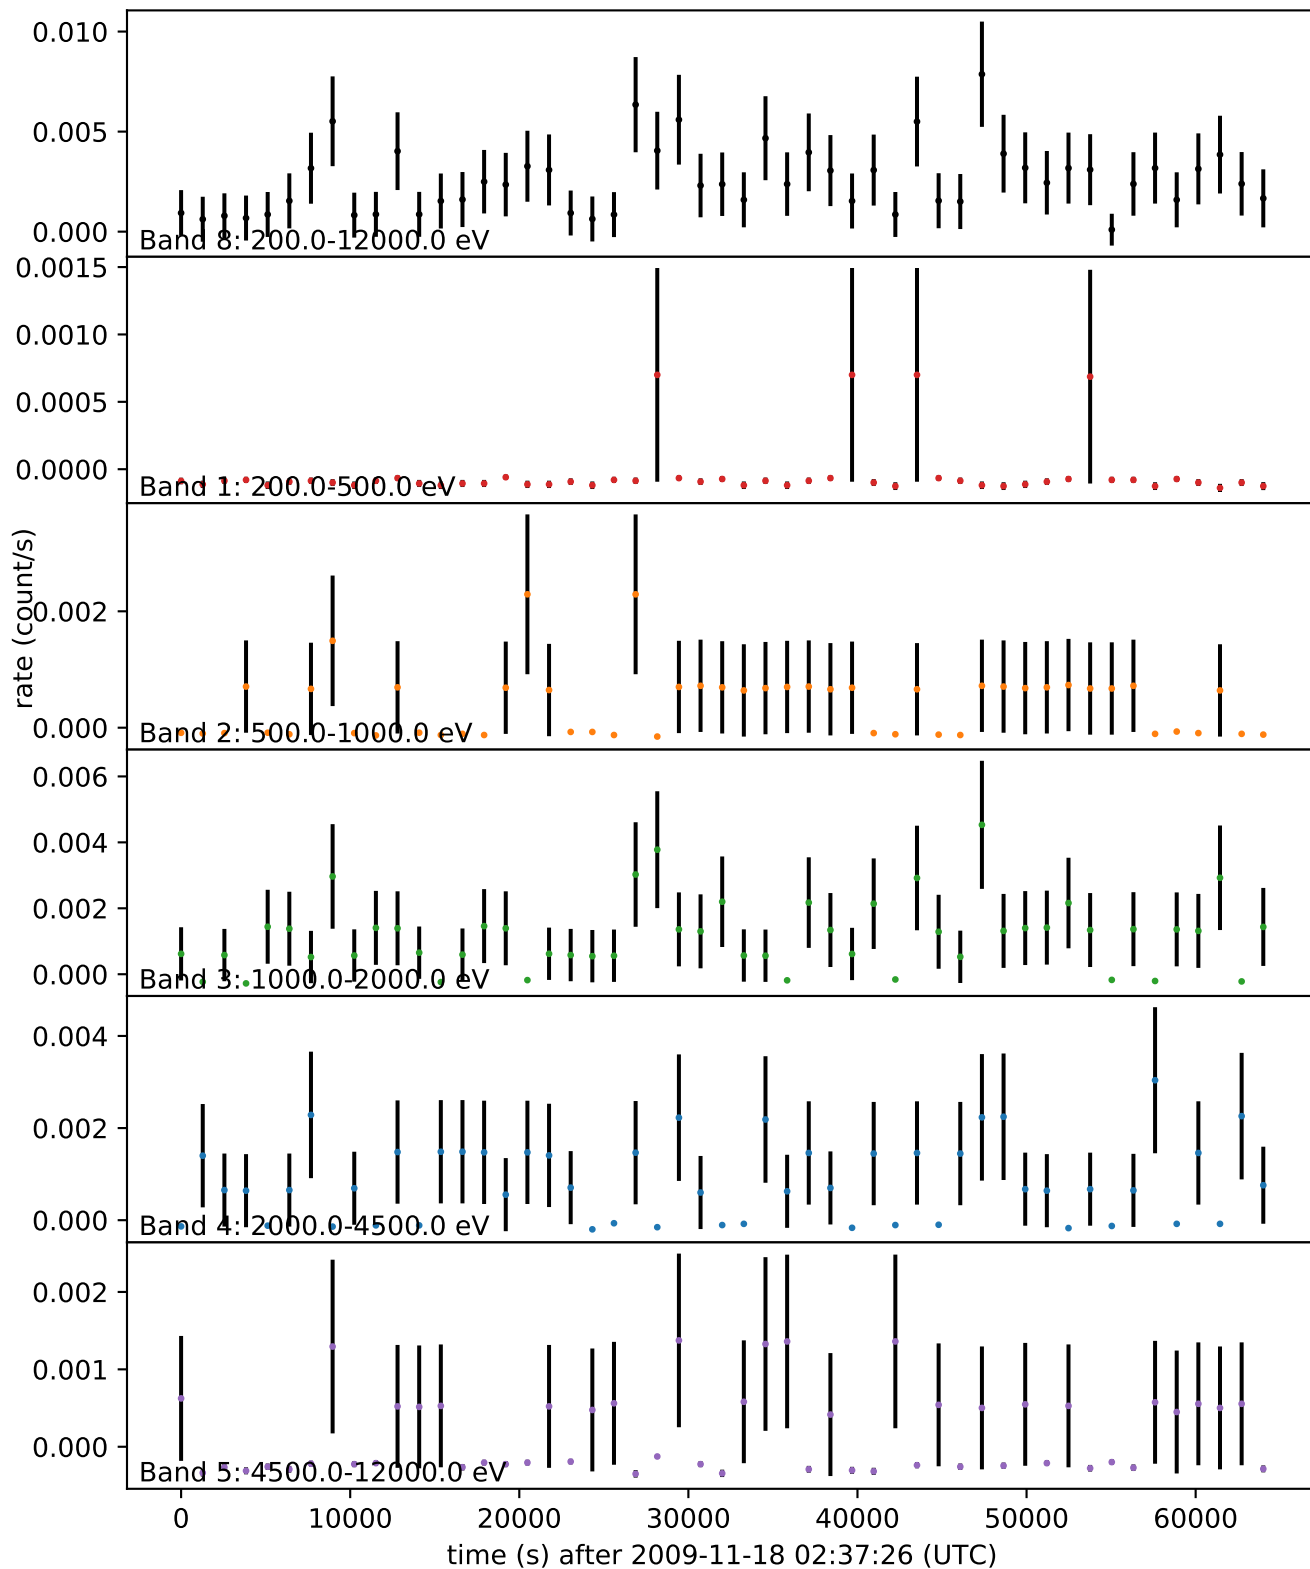 0.010
0.005
0.000
Band 8: 200.0-12000.0 eV
0.0015
0.0010
0.0005
0.0000
Band 1: 200.0-500.0 eV
rate (count/s)
0.002
0.000
Band 2: 500.0-1000.0 eV
0.006
0.004
0.002
0.000
Band 3: 1000.0-2000.0 eV
0.004
0.002
0.000
Band 4: 2000.0-4500.0 eV
0.002
0.001
0.000
Band 5: 4500.0-12000.0 eV
0 10000 20000 30000 40000 50000 60000
time (s) after 2009-11-18 02:37:26 (UTC)